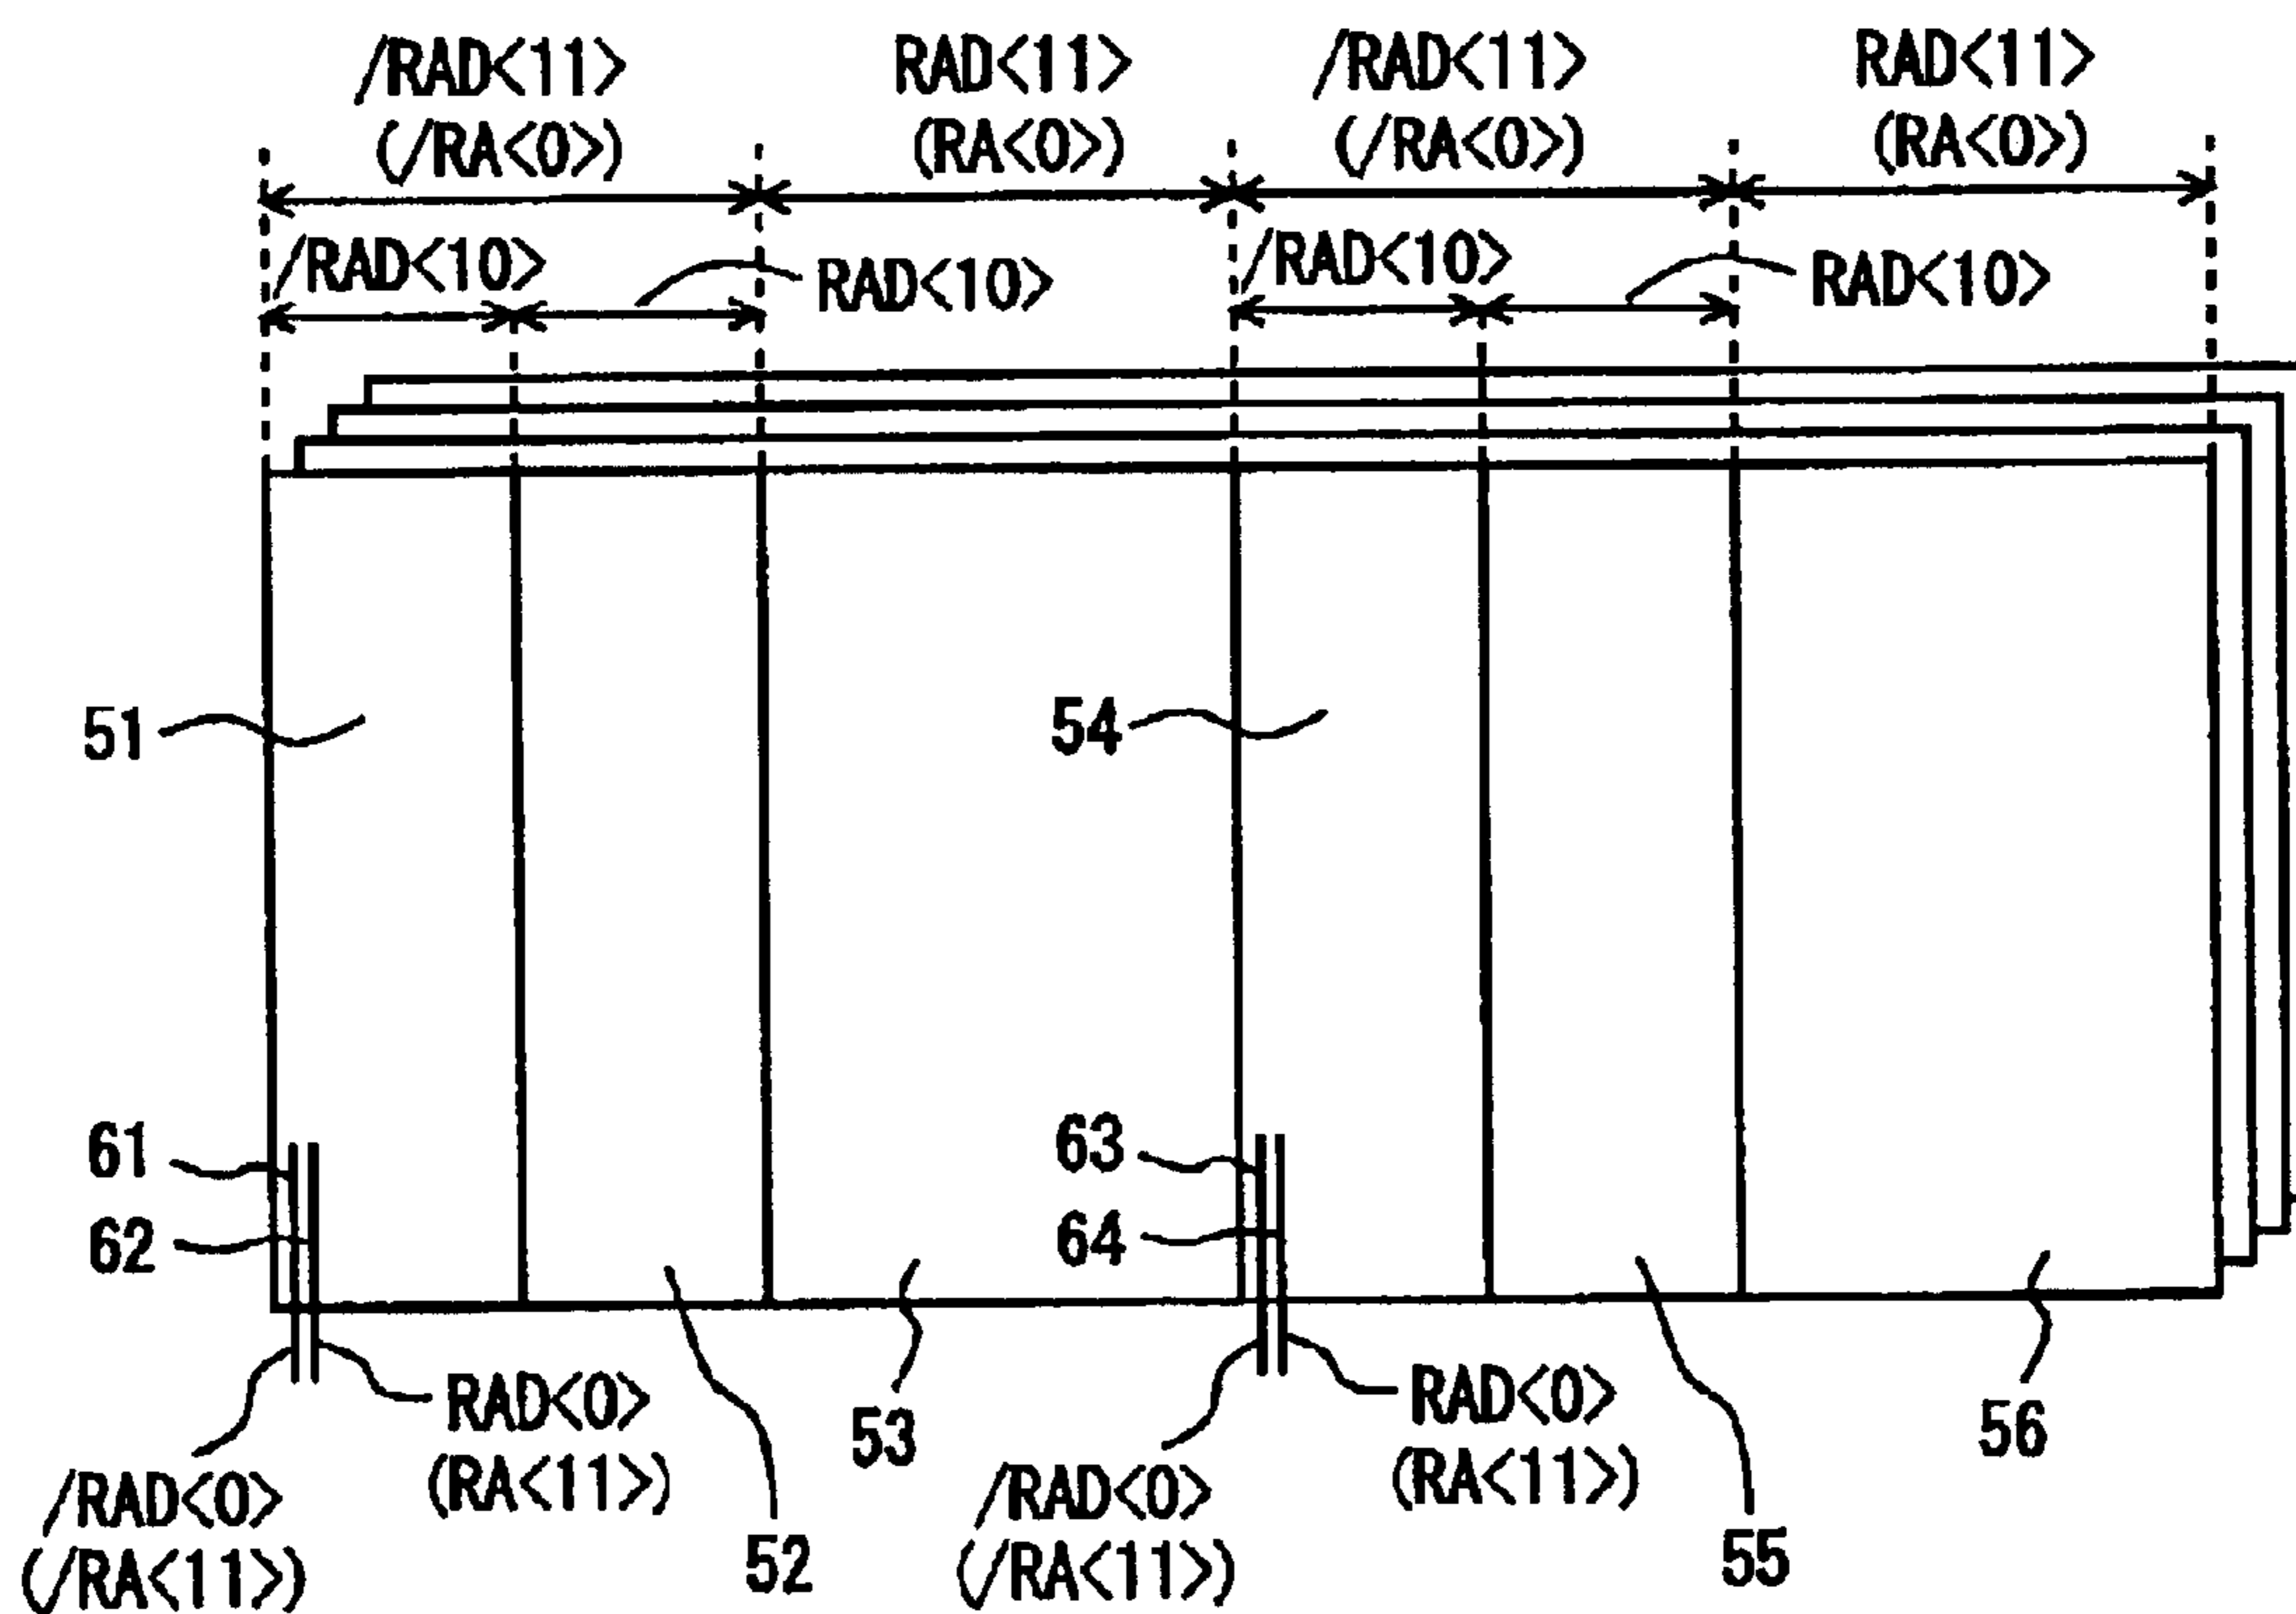 /RAD<11> RAD<11> /RAD<11> RAD<11>
(/RA<0>) (RA<0>) (/RA<0>) (RA<0>)
/RAD<10> RAD<10> /RAD<10> RAD<10>
51 54
61 63
62 64
RAD<0> 53 RAD<0> 56
(RA<11>) (RA<11>)
/RAD<0> /RAD<0>
(/RA<11>) 52 (/RA<11>) 55